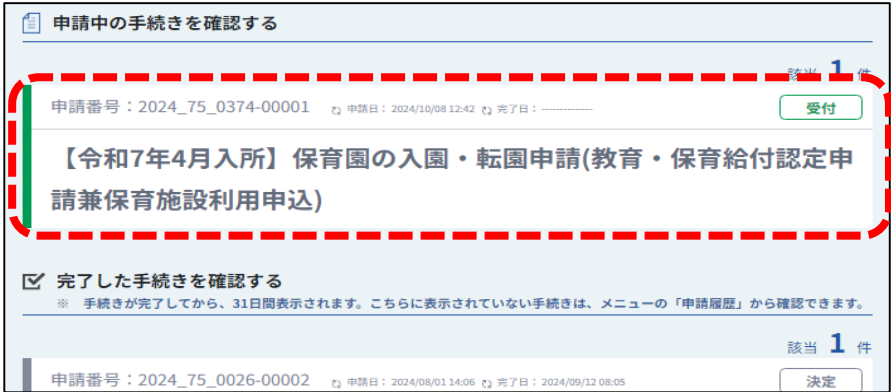 申請中の手続きを確認する
該当 1 件
申請番号：2024_75_0374-00001 申請日： 2024/10/08 12:42 完了日： --------------
受付
【令和7年4月入所】保育園の入園・転園申請(教育・保育給付認定申
請兼保育施設利用申込)
完了した手続きを確認する
※ 手続きが完了してから、31日間表示されます。こちらに表示されていない手続きは、メニューの「申請履歴」から確認できます。
該当 1 件
申請番号：2024_75_0026-00002 申請日： 2024/08/01 14:06 完了日： 2024/09/12 08:05
決定